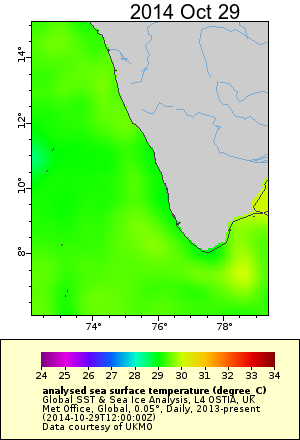 2014 Oct 29
14°
12°
10°
8°
74°
76°
78°
24 25 26 27 28 29 30 31 32 33 34
analysed sea surface temperature (degree_C)
Global SST & Sea Ice Analysis, L4 OSTIA, UK
Met Office, Global, 0.05°, Daily, 2013-present
(2014-10-29T12:00:00Z)
Data courtesy of UKMO